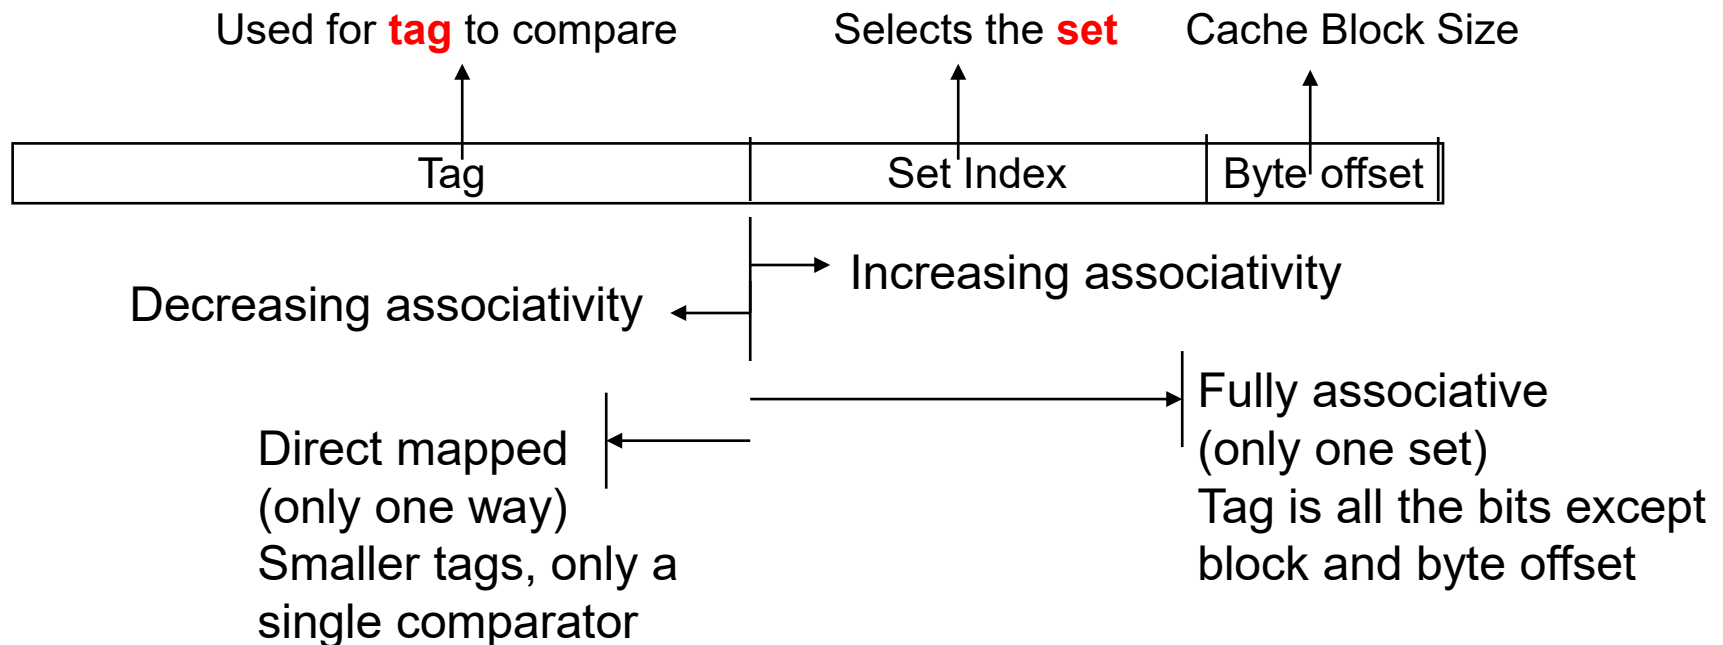 Used for tag to compare
Selects the set
Cache Block Size
Tag
Set Index
Byte offset
Increasing associativity
Decreasing associativity
Fully associative
(only one set)
Tag is all the bits except
block and byte offset
Direct mapped
(only one way)
Smaller tags, only a
single comparator